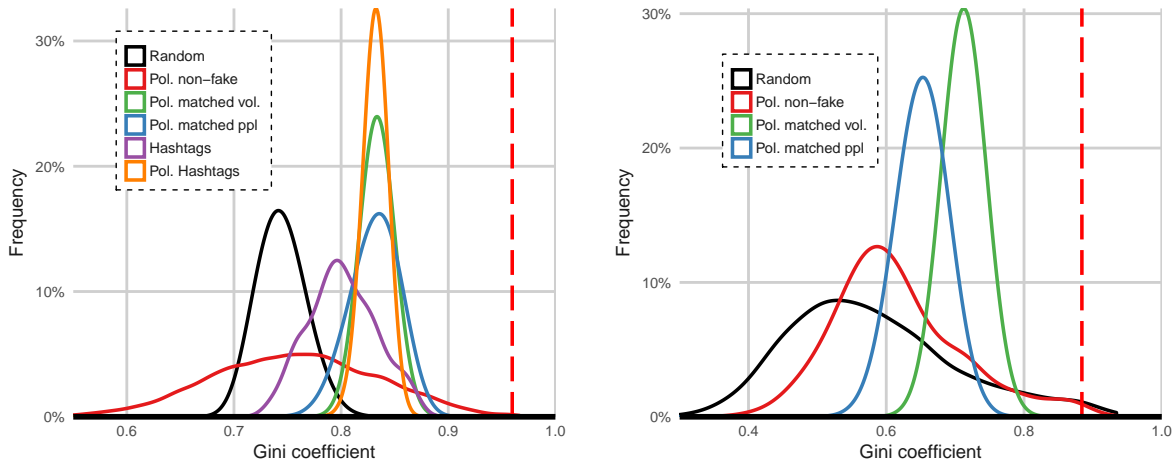 30%
20%
10%
0%
Frequency
Random
Pol. non−fake
Pol. matched vol.
Pol. matched ppl
Hashtags
Pol. Hashtags
0.6 0.7 0.8 0.9 1.0
Gini coefficient
30%
20%
10%
0%
Frequency
Random
Pol. non−fake
Pol. matched vol.
Pol. matched ppl
0.4 0.6 0.8 1.0
Gini coefficient